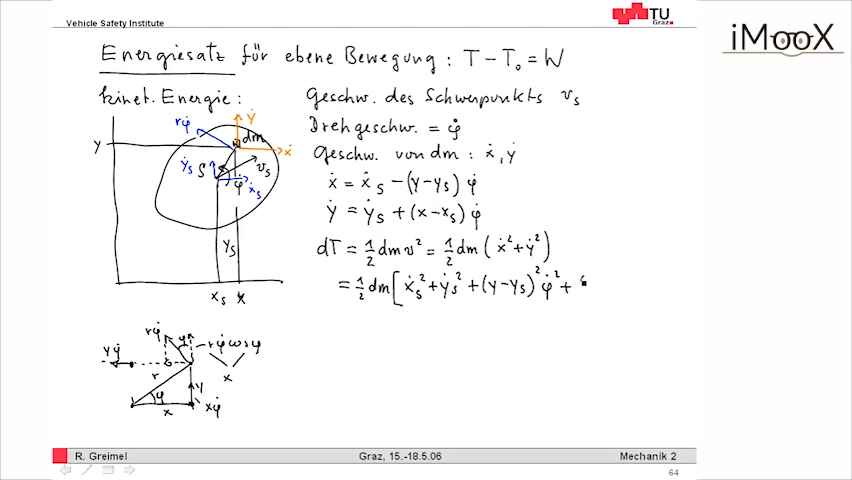 Vehicle Safety Institute
TU
Graz
iMooX
Energiesatz für ebene Bewegung : T − T₀ = W
kinet. Energie :
Geschw. des Schwerpunkts v_s
Drehgeschw. = φ̇
Geschw. von dm : ẋ, ẏ
ẋ = ẋ_s − (y − y_s) φ̇
ẏ = ẏ_s + (x − x_s) φ̇
dT = 1/2 dm v² = 1/2 dm ( ẋ² + ẏ² )
= 1/2 dm [ ẋ_s² + ẏ_s² + (y − y_s)² φ̇² +
ẏ
rφ̇
dm
y
ẋ
ẏ_s
S
v_s
φ̇
ẋ_s
y_s
x_s
x
rφ̇
φ
rφ̇ cos φ
yφ̇
x
r
y
φ
x
xφ̇
R. Greimel
Graz, 15.-18.5.06
Mechanik 2
64